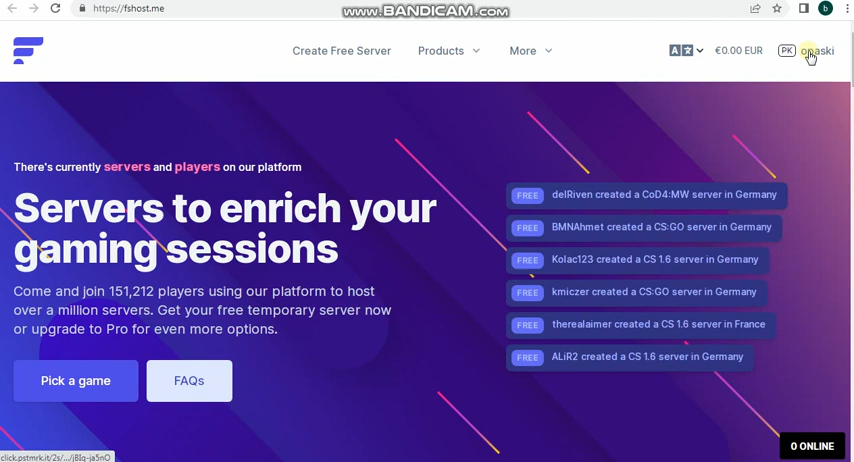 www.BANDICAM.com
https://fshost.me
b
Create Free Server
Products
More
A
€0.00 EUR
PK
There's currently servers and players on our platform
Servers to enrich your
gaming sessions
Come and join 151,212 players using our platform to host
over a million servers. Get your free temporary server now
or upgrade to Pro for even more options.
Pick a game
FAQs
FREE delRiven created a CoD4:MW server in Germany
FREE BMNAhmet created a CS:GO server in Germany
FREE Kolac123 created a CS 1.6 server in Germany
FREE kmiczer created a CS:GO server in Germany
FREE therealaimer created a CS 1.6 server in France
FREE ALiR2 created a CS 1.6 server in Germany
0 ONLINE